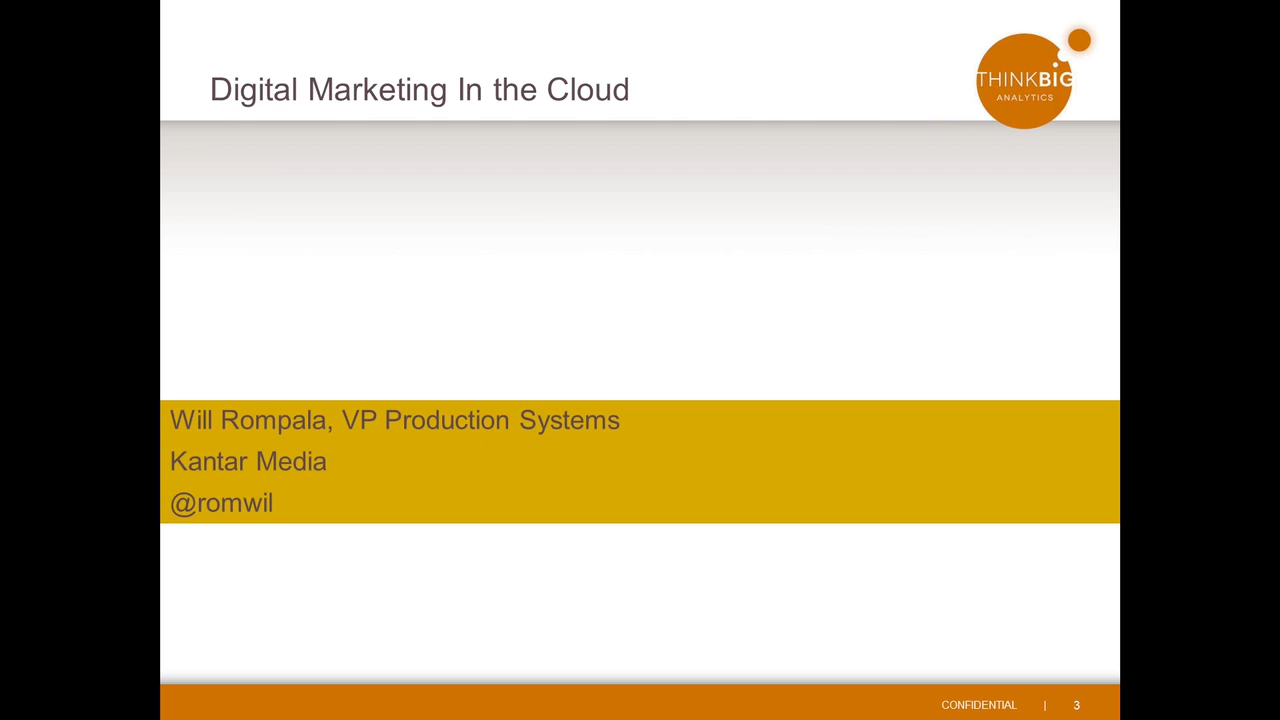 Digital Marketing In the Cloud
THINKBIG
ANALYTICS
Will Rompala, VP Production Systems
Kantar Media
@romwil
CONFIDENTIAL | 3